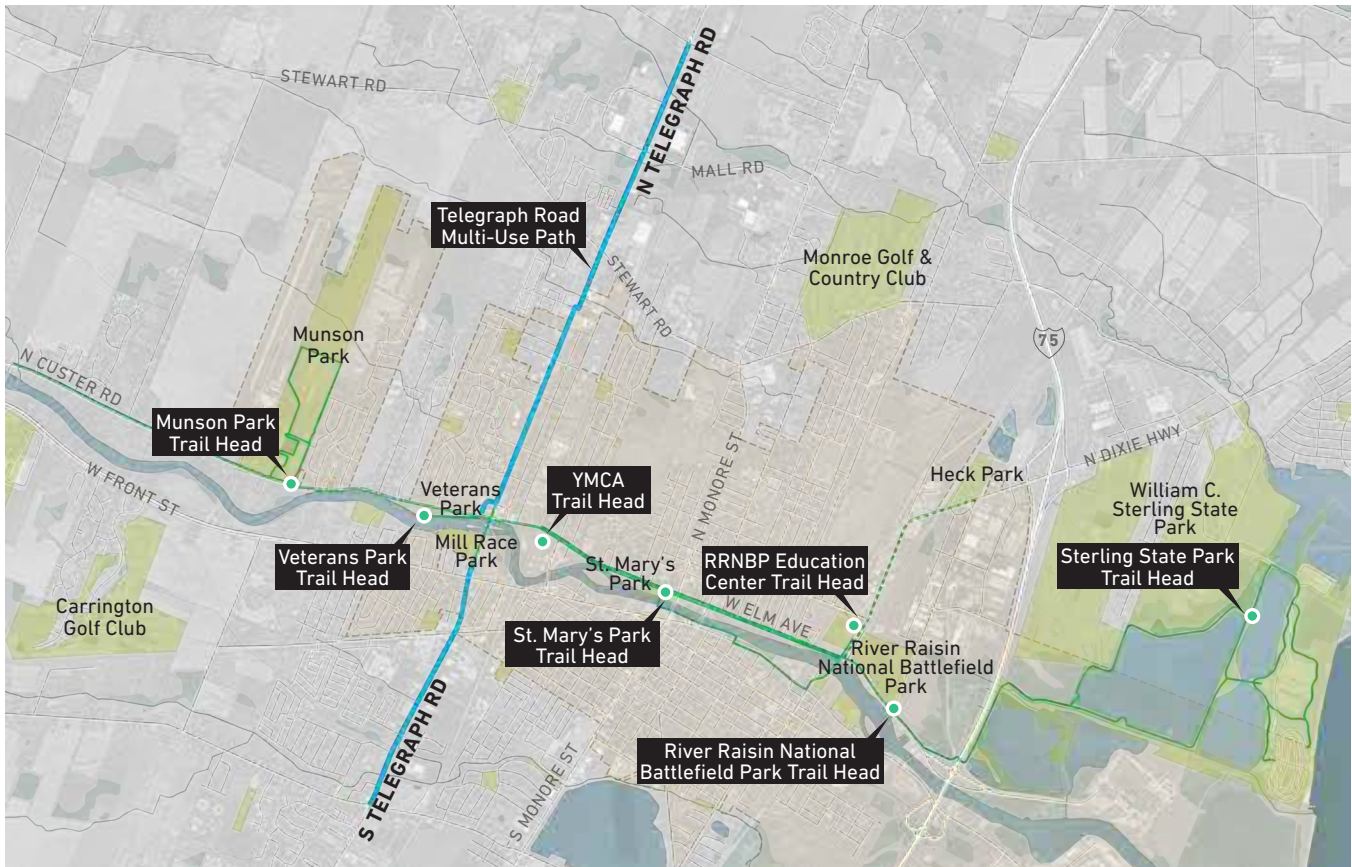 STEWART RD
N TELEGRAPH RD
MALL RD
Telegraph Road
Multi-Use Path
STEWART RD
Monroe Golf &
Country Club
75
Munson
Park
N CUSTER RD
Munson Park
Trail Head
W FRONT ST
Veterans
Park
YMCA
Trail Head
N MONORE ST
Heck Park
N DIXIE HWY
William C.
Sterling State
Park
Veterans Park
Trail Head
Mill Race
Park
St. Mary's
Park
RRNBP Education
Center Trail Head
Sterling State Park
Trail Head
Carrington
Golf Club
W ELM AVE
St. Mary's Park
Trail Head
River Raisin
National Battlefield
Park
S TELEGRAPH RD
River Raisin National
Battlefield Park Trail Head
S MONORE ST